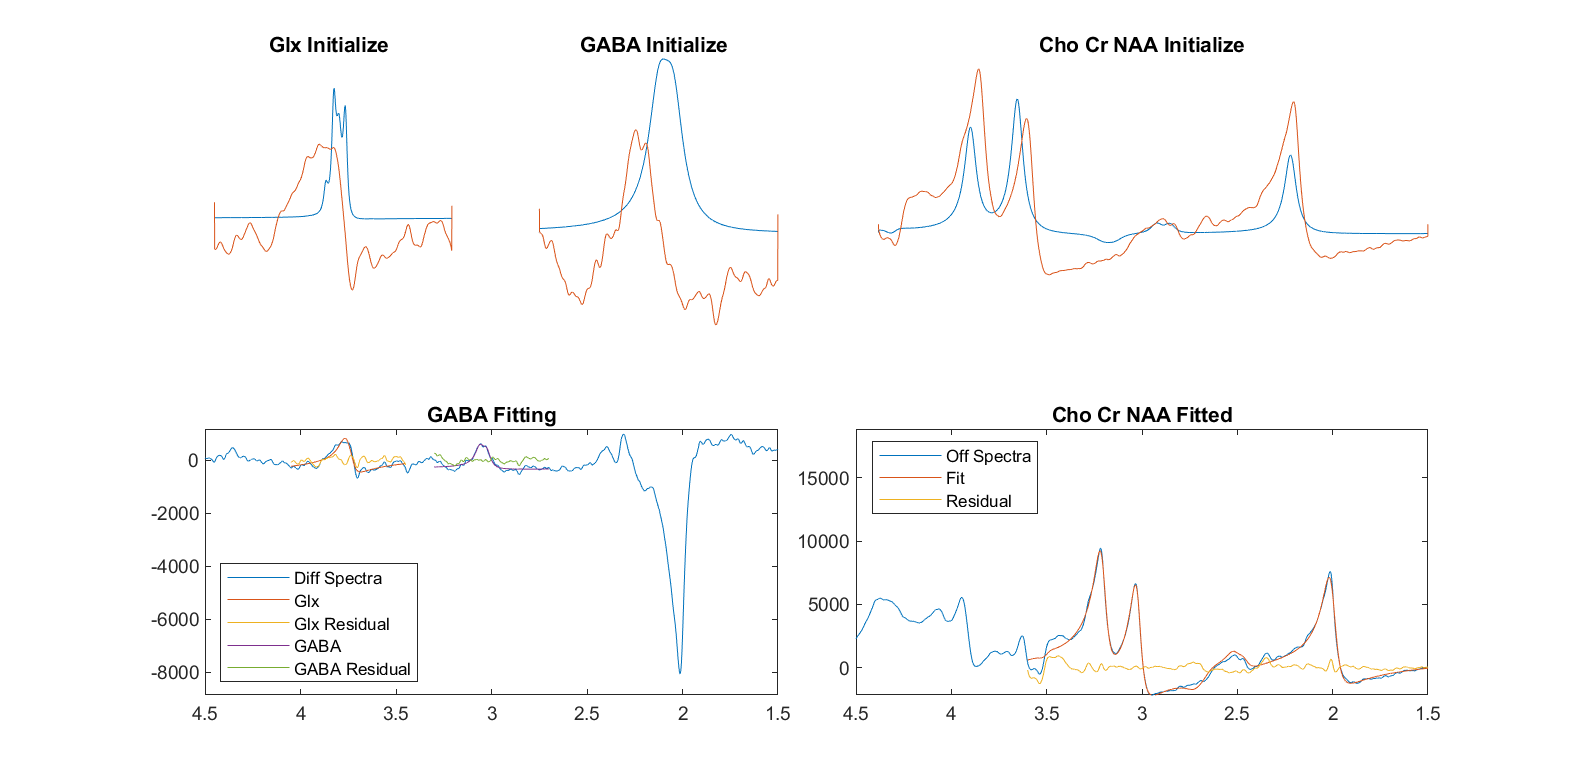 Glx Initialize
GABA Initialize
Cho Cr NAA Initialize
GABA Fitting
0
-2000
-4000
-6000
-8000
Diff Spectra
Glx
Glx Residual
GABA
GABA Residual
4.5 4 3.5 3 2.5 2 1.5
Cho Cr NAA Fitted
15000
10000
5000
0
Off Spectra
Fit
Residual
4.5 4 3.5 3 2.5 2 1.5